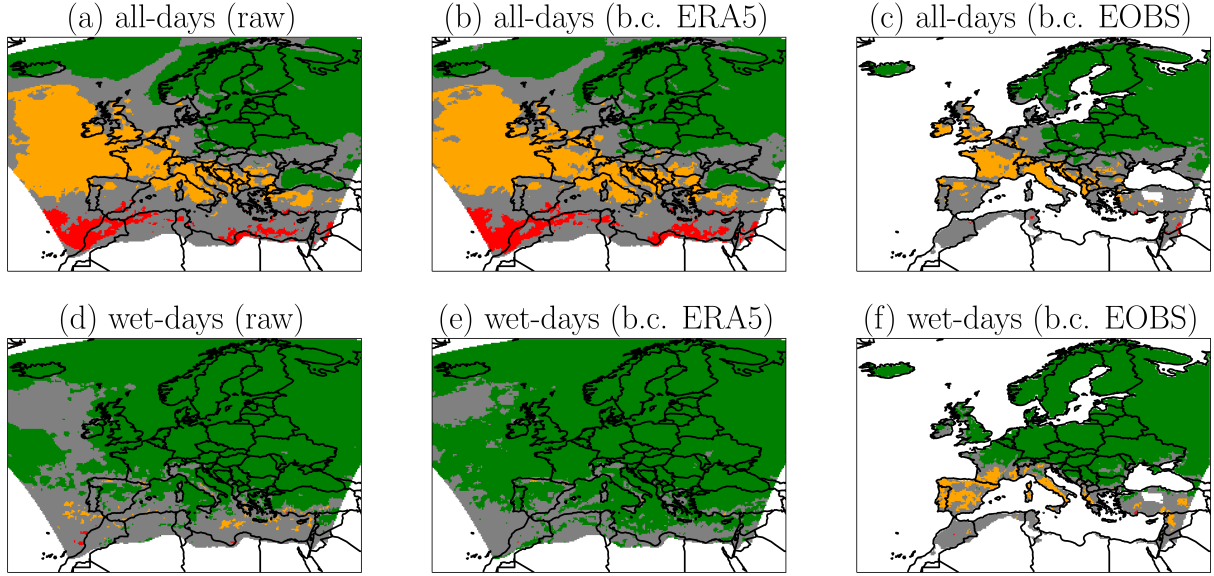 (a) all-days (raw)
(b) all-days (b.c. ERA5)
(c) all-days (b.c. EOBS)
(d) wet-days (raw)
(e) wet-days (b.c. ERA5)
(f) wet-days (b.c. EOBS)